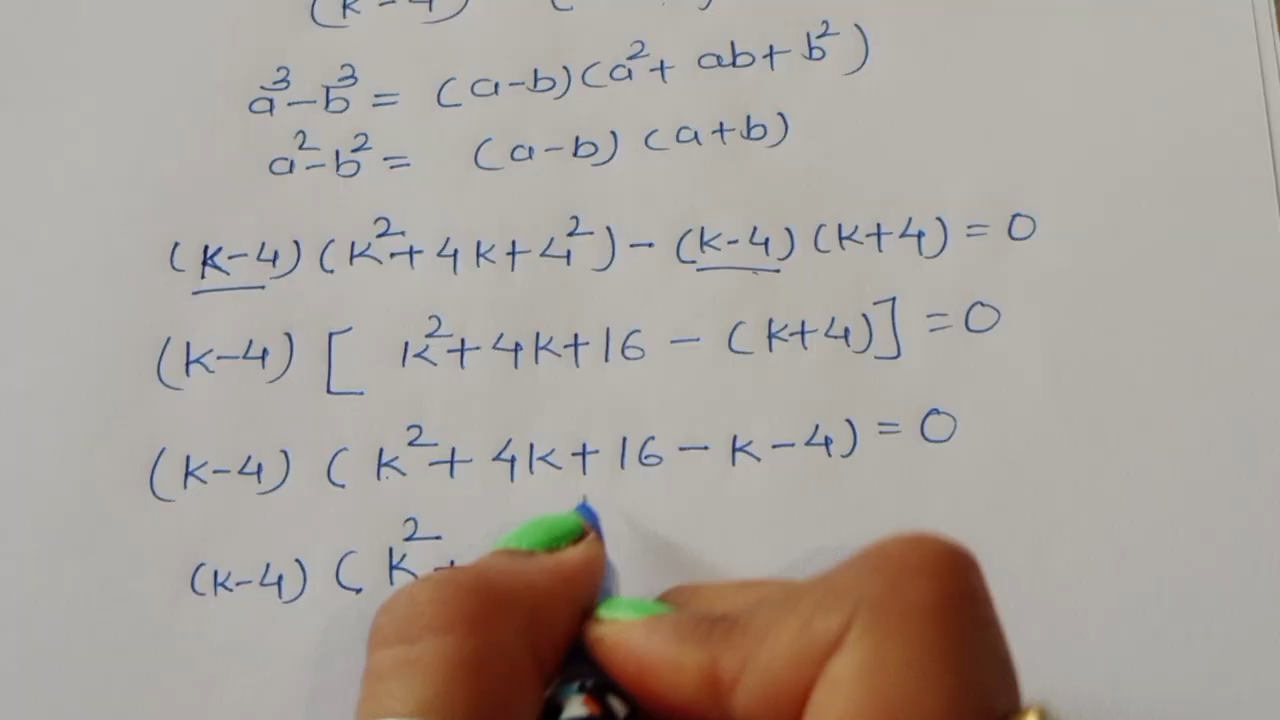 (k-4)
a³-b³ = (a-b)(a²+ ab+b²)
a²-b² = (a-b) (a+b)
(k-4)(k²+4k+4²)-(k-4)(k+4)=0
(k-4) [ k²+4k+16 - (k+4)] =0
(k-4) ( k²+ 4k+16-k-4) =0
(k-4) ( k²+